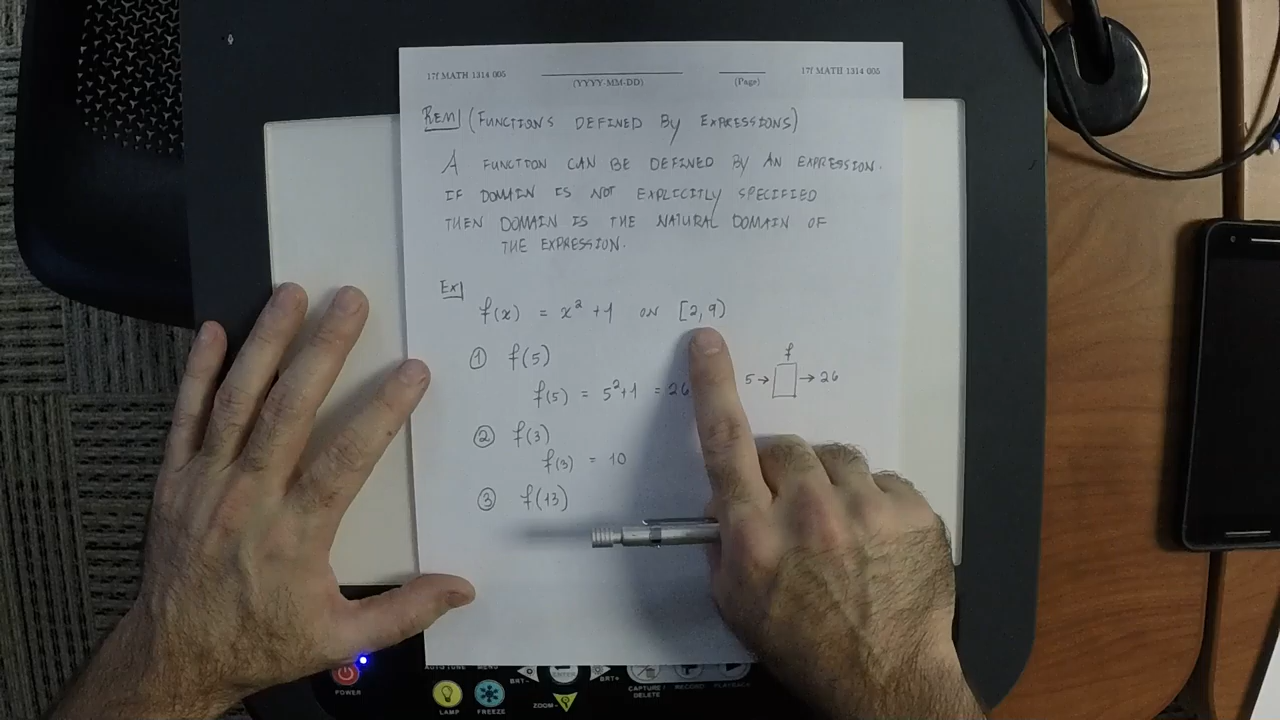 17f MATH 1314 005
(YYYY-MM-DD)
(Page)
17f MATH 1314 005
REM (FUNCTIONS DEFINED BY EXPRESSIONS)
A FUNCTION CAN BE DEFINED BY AN EXPRESSION.
IF DOMAIN IS NOT EXPLICITLY SPECIFIED
THEN DOMAIN IS THE NATURAL DOMAIN OF
THE EXPRESSION.
EX
f(x) = x² + 1 ON [2,9)
① f(5)
f(5) = 5²+1 = 26
f
5 → → 26
② f(3)
f(3) = 10
③ f(13)
POWER
BRT-
BRT+
CAPTURE /
DELETE
RECORD
PLAYBACK
LAMP
FREEZE
ZOOM-